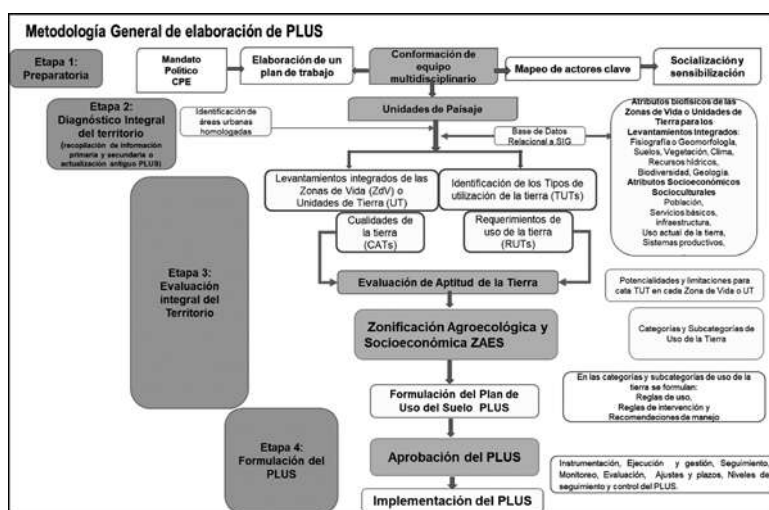 Metodología General de elaboración de PLUS
Etapa 1:
Preparatoria
Mandato
Político
CPE
Elaboración de un
plan de trabajo
Conformación de
equipo
multidisciplinario
Mapeo de actores clave
Socialización y
sensibilización
Etapa 2:
Diagnóstico Integral
del territorio
(recopilación de información
primaria y secundaria o
actualización antiguo PLUS)
Identificación de
áreas urbanas
homologadas
Unidades de Paisaje
Base de Datos
Relacional a SIG
Atributos biofísicos de las
Zonas de Vida o Unidades de
Tierra para los
Levantamientos Integrados:
Fisiografía o Geomorfología,
Suelos, Vegetación, Clima,
Recursos hídricos,
Biodiversidad, Geología.
Atributos Socioeconómicos
Socioculturales
Población,
Servicios básicos,
infraestructura,
Uso actual de la tierra,
Sistemas productivos,
Levantamientos integrados de las
Zonas de Vida (ZdV) o
Unidades de Tierra (UT)
Identificación de los Tipos de
utilización de la tierra (TUTs)
Cualidades de
la tierra
(CATs)
Requerimientos de
uso de la tierra
(RUTs)
Etapa 3:
Evaluación
integral del
Territorio
Evaluación de Aptitud de la Tierra
Potencialidades y limitaciones para
cata TUT en cada Zona de Vida o UT
Zonificación Agroecológica y
Socioeconómica ZAES
Categorías y Subcategorías de
Uso de la Tierra
Formulación del Plan de
Uso del Suelo PLUS
En las categorías y subcategorías de uso de la
tierra se formulan:
Reglas de uso,
Reglas de intervención y
Recomendaciones de manejo
Etapa 4:
Formulación del
PLUS
Aprobación del PLUS
Instrumentación, Ejecución y gestión, Seguimiento,
Monitoreo, Evaluación, Ajustes y plazos, Niveles de
seguimiento y control del PLUS.
Implementación del PLUS